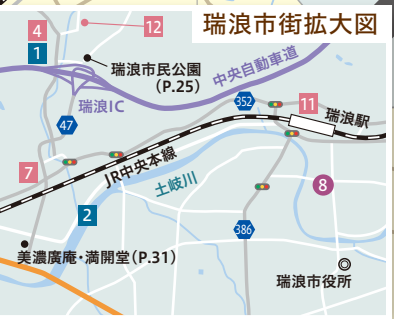 瑞浪市街拡大図
4
12
1
瑞浪市民公園
(P.25)
中央自動車道
瑞浪IC
352
11
瑞浪駅
47
JR中央本線
7
土岐川
8
2
386
美濃廣庵・満開堂(P.31)
瑞浪市役所